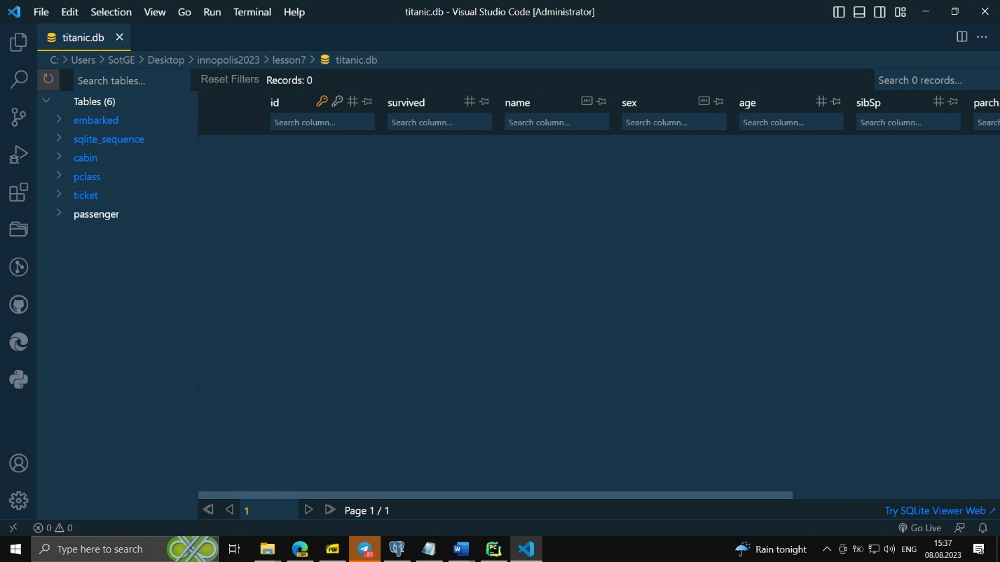 File Edit Selection View Go Run Terminal Help
titanic.db - Visual Studio Code [Administrator]
titanic.db
C: > Users > SotGE > Desktop > innopolis2023 > lesson7 > titanic.db
Search tables...
Reset Filters Records: 0
Search 0 records...
Tables (6)
embarked
sqlite_sequence
cabin
pclass
ticket
passenger
id survived name sex age sibSp parch
Search column... Search column... Search column... Search column... Search column... Search column... Search
1 Page 1 / 1
Try SQLite Viewer Web
0 0
Go Live
Type here to search
CAN
PDF
83
W
PC
Rain tonight
ENG
15:37
08.08.2023